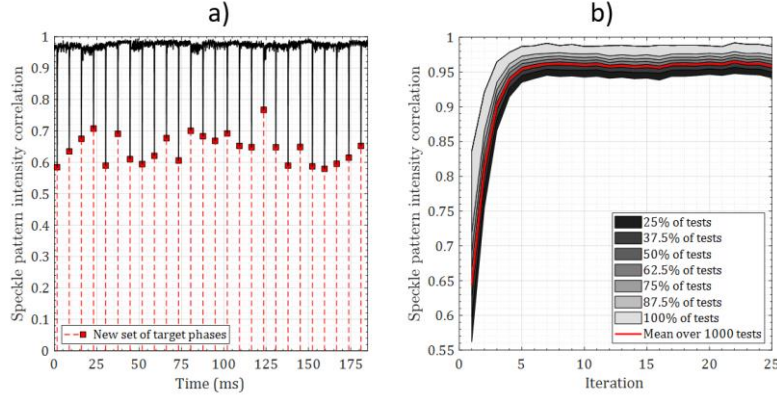 a)
Speckle pattern intensity correlation
1
0.9
0.8
0.7
0.6
0.5
0.4
0.3
0.2
0.1
0
New set of target phases
0 25 50 75 100 125 150 175
Time (ms)
b)
Speckle pattern intensity correlation
1
0.95
0.9
0.85
0.8
0.75
0.7
0.65
0.6
0.55
25% of tests
37.5% of tests
50% of tests
62.5% of tests
75% of tests
87.5% of tests
100% of tests
Mean over 1000 tests
0 5 10 15 20 25
Iteration